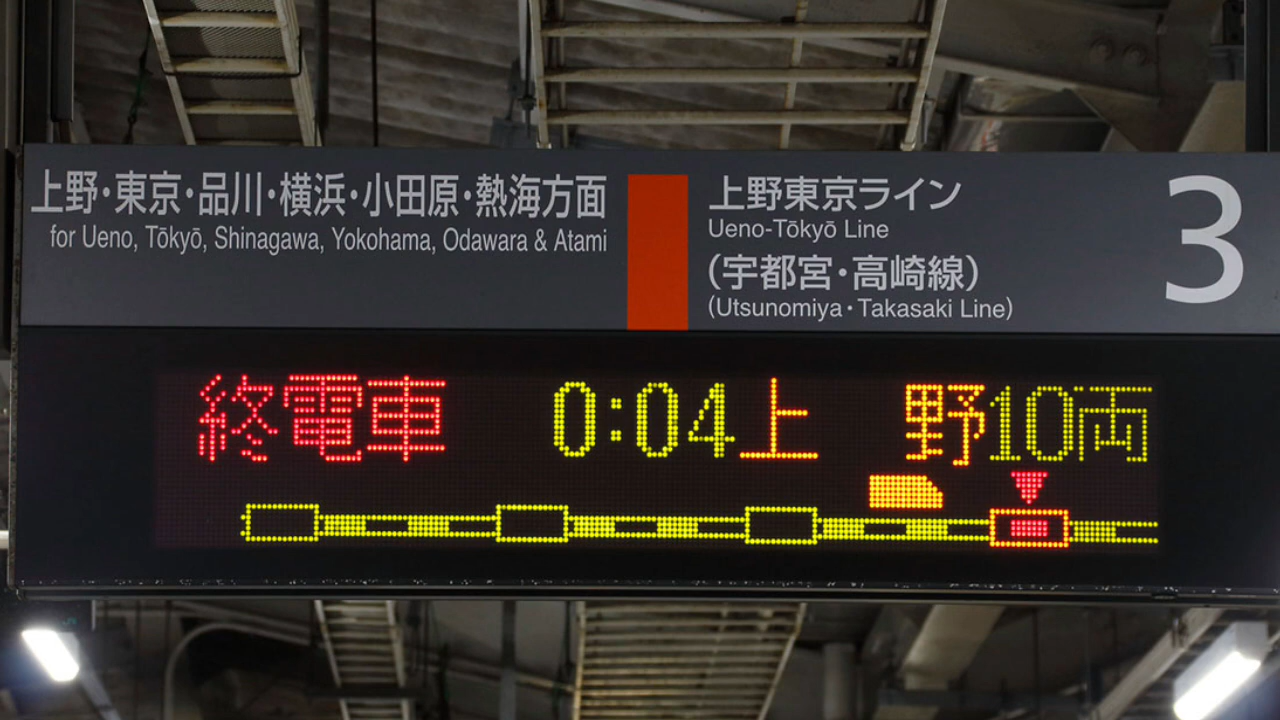 上野・東京・品川・横浜・小田原・熱海方面
for Ueno, Tōkyō, Shinagawa, Yokohama, Odawara & Atami
上野東京ライン
Ueno-Tōkyō Line
（宇都宮・高崎線）
(Utsunomiya・Takasaki Line)
3
終電車 0:04上 野10両